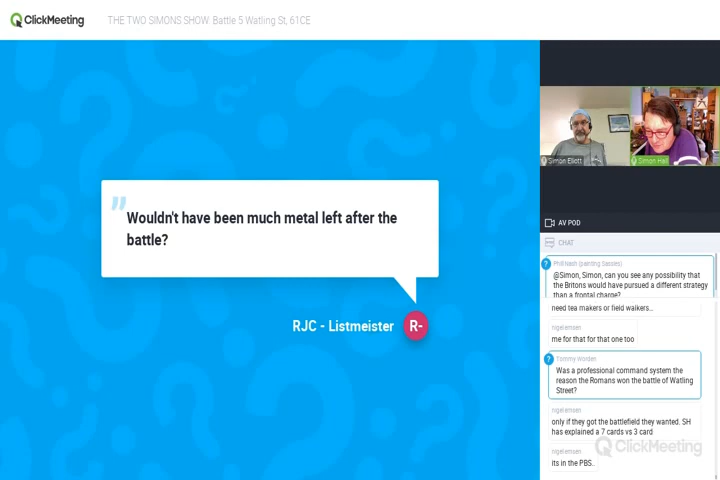 ClickMeeting
THE TWO SIMONS SHOW: Battle 5 Watling St, 61CE
"
Wouldn't have been much metal left after the
battle?
RJC - Listmeister
R-
Simon Elliott
Simon Hall
AV POD
CHAT
?
Phil Nash (painting Sassies)
@Simon, Simon, can you see any possibility that
the Britons would have pursued a different strategy
than a frontal charge?
need tea makers or field walkers...
nigelemsen
me for that for that one too
?
Tommy Worden
Was a professional command system the
reason the Romans won the battle of Watling
Street?
nigelemsen
only if they got the battlefield they wanted. SH
has explained a 7 cards vs 3 card
ClickMeeting
nigelemsen
its in the PBS.